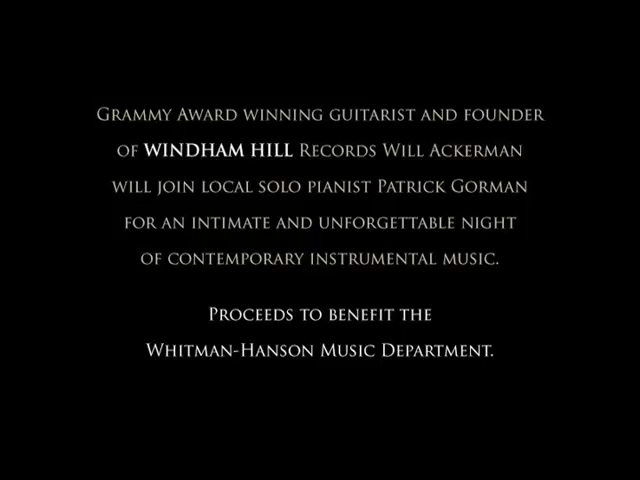 Grammy Award winning guitarist and founder
of WINDHAM HILL Records Will Ackerman
will join local solo pianist Patrick Gorman
for an intimate and unforgettable night
of contemporary instrumental music.
Proceeds to benefit the
Whitman-Hanson Music Department.